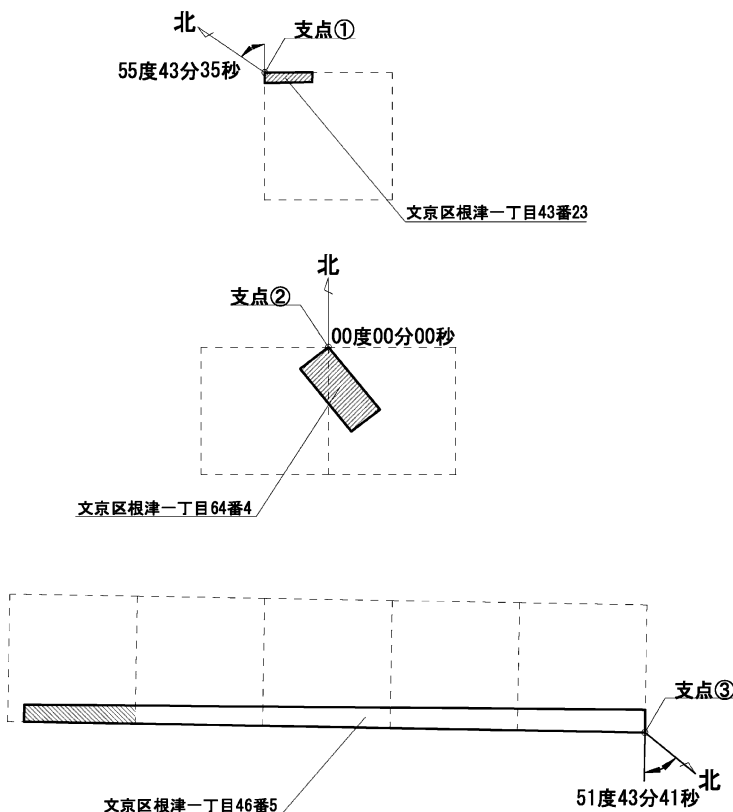 北
支点①
55度43分35秒
文京区根津一丁目43番23
北
支点②
00度00分00秒
文京区根津一丁目64番4
支点③
北
51度43分41秒
文京区根津一丁目46番5